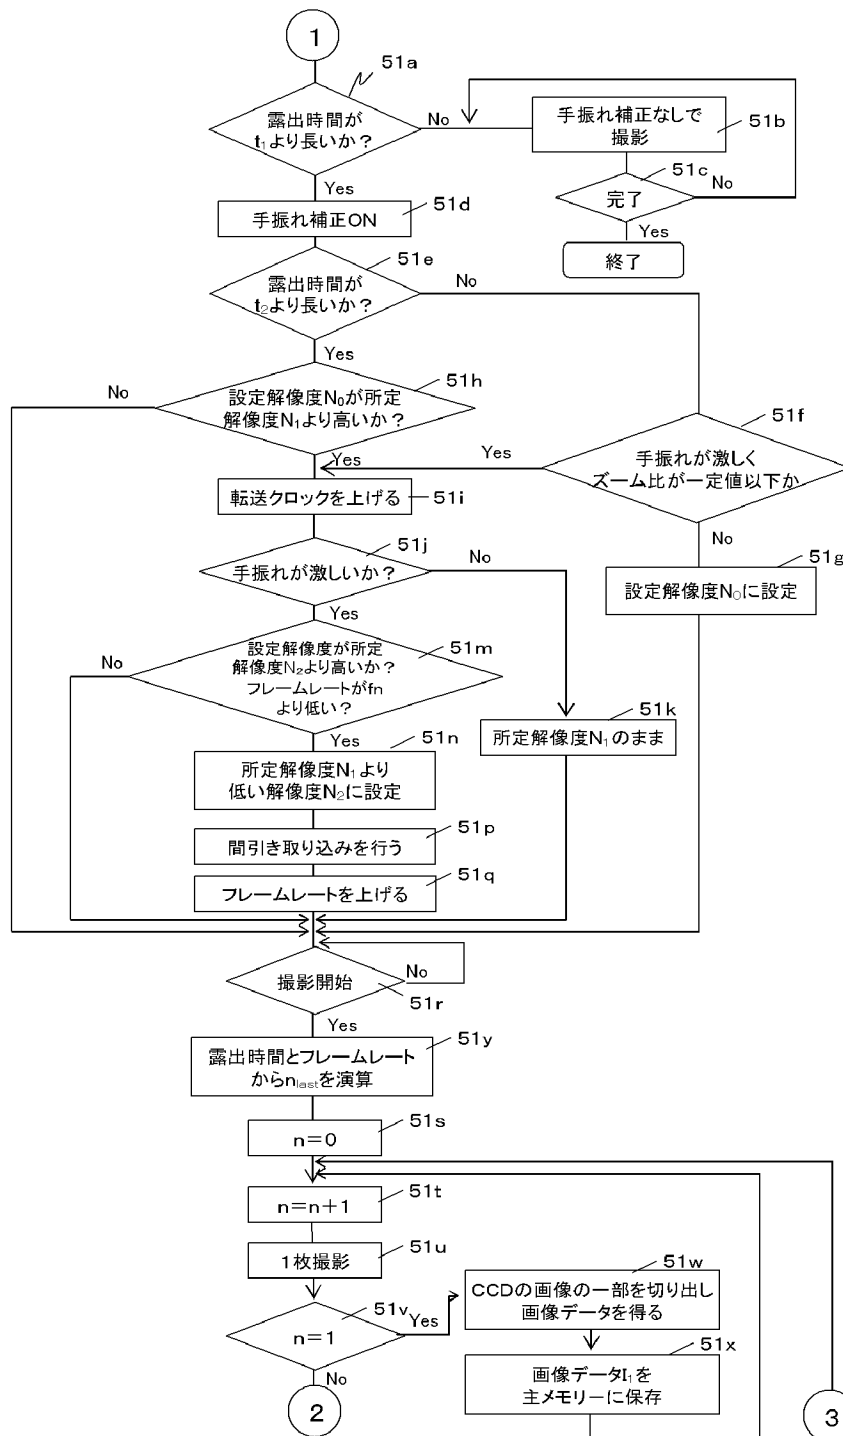 1
51a
露出時間が
t₁より長いか？
No
手振れ補正なしで
撮影
51b
51c
Yes
完了
No
51d
手振れ補正ON
Yes
終了
51e
露出時間が
t₂より長いか？
No
Yes
51h
No
設定解像度N₀が所定
解像度N₁より高いか？
51f
Yes
Yes
手振れが激しく
ズーム比が一定値以下か
転送クロックを上げる
51i
51j
手振れが激しいか？
No
No
51g
設定解像度N₀に設定
Yes
51m
No
設定解像度が所定
解像度N₂より高いか？
フレームレートがfn
より低い？
51k
所定解像度N₁のまま
Yes
51n
所定解像度N₁より
低い解像度N₂に設定
51p
間引き取り込みを行う
51q
フレームレートを上げる
撮影開始
No
51r
Yes
51y
露出時間とフレームレート
からnlastを演算
51s
n＝0
51t
n＝n＋1
51u
1枚撮影
51w
CCDの画像の一部を切り出し
画像データを得る
51v
Yes
n＝1
51x
画像データI₁を
主メモリーに保存
No
2
3